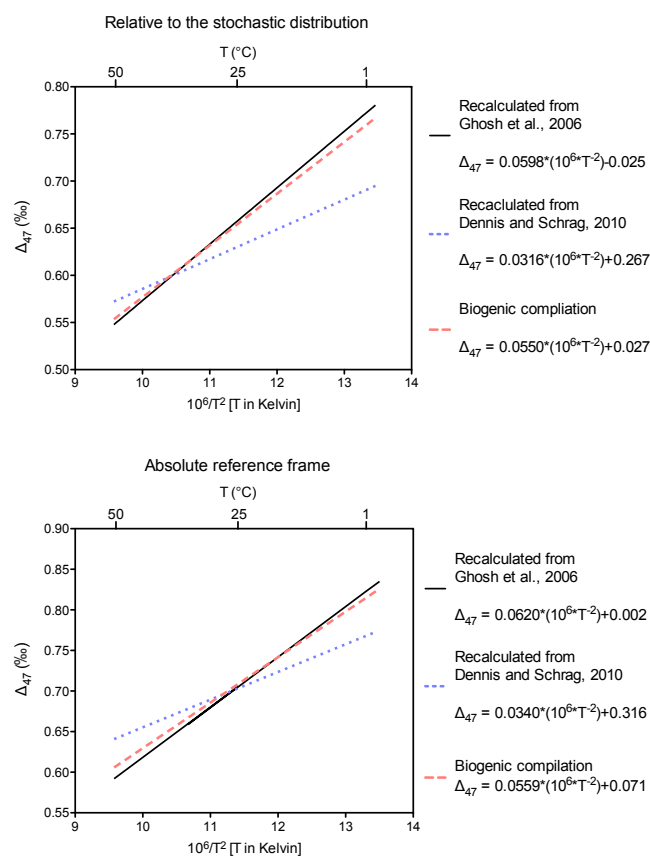 Relative to the stochastic distribution
T (°C)
50 25 1
0.80
0.75
0.70
0.65
0.60
0.55
0.50
Δ47 (‰)
9 10 11 12 13 14
10⁶/T² [T in Kelvin]
Recalculated from
Ghosh et al., 2006
Δ47 = 0.0598*(10⁶*T⁻²)-0.025
Recaclulated from
Dennis and Schrag, 2010
Δ47 = 0.0316*(10⁶*T⁻²)+0.267
Biogenic compliation
Δ47 = 0.0550*(10⁶*T⁻²)+0.027
Absolute reference frame
T (°C)
50 25 1
0.90
0.85
0.80
0.75
0.70
0.65
0.60
0.55
Δ47 (‰)
9 10 11 12 13 14
10⁶/T² [T in Kelvin]
Recalculated from
Ghosh et al., 2006
Δ47 = 0.0620*(10⁶*T⁻²)+0.002
Recalculated from
Dennis and Schrag, 2010
Δ47 = 0.0340*(10⁶*T⁻²)+0.316
Biogenic compilation
Δ47 = 0.0559*(10⁶*T⁻²)+0.071